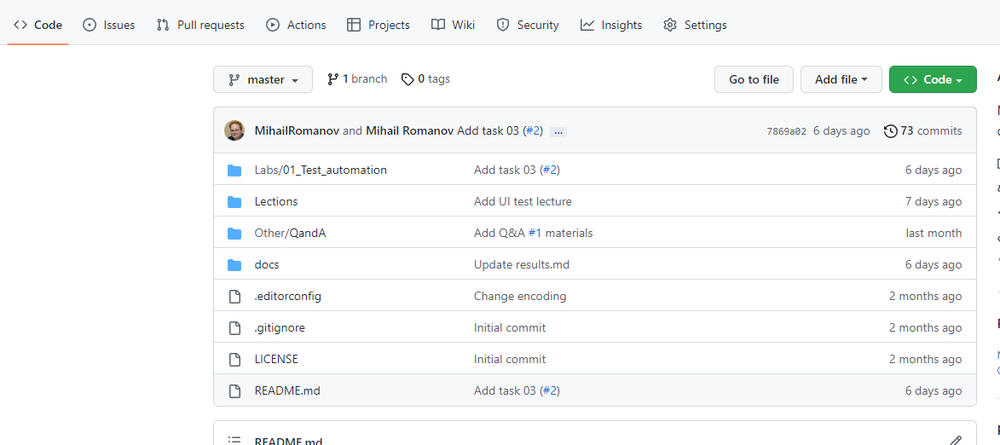 Code Issues Pull requests Actions Projects Wiki Security Insights Settings
master 1 branch 0 tags Go to file Add file Code
MihailRomanov and Mihail Romanov Add task 03 (#2) ... 7869a02 6 days ago 73 commits
Labs/01_Test_automation Add task 03 (#2) 6 days ago
Lections Add UI test lecture 7 days ago
Other/QandA Add Q&A #1 materials last month
docs Update results.md 6 days ago
.editorconfig Change encoding 2 months ago
.gitignore Initial commit 2 months ago
LICENSE Initial commit 2 months ago
README.md Add task 03 (#2) 6 days ago
README.md